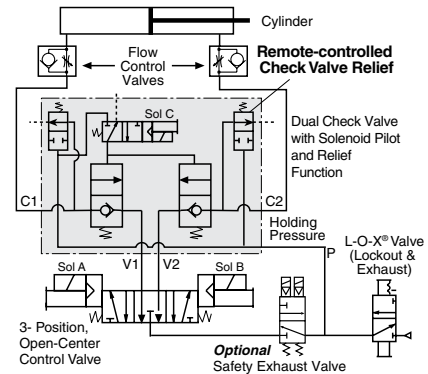 Cylinder
Flow
Control
Valves
Remote-controlled
Check Valve Relief
Sol C
Dual Check Valve
with Solenoid Pilot
and Relief
Function
C1
C2
Holding
Pressure
P
L-O-X® Valve
(Lockout &
Exhaust)
Sol A
V1
V2
Sol B
3- Position,
Open-Center
Control Valve
Optional
Safety Exhaust Valve